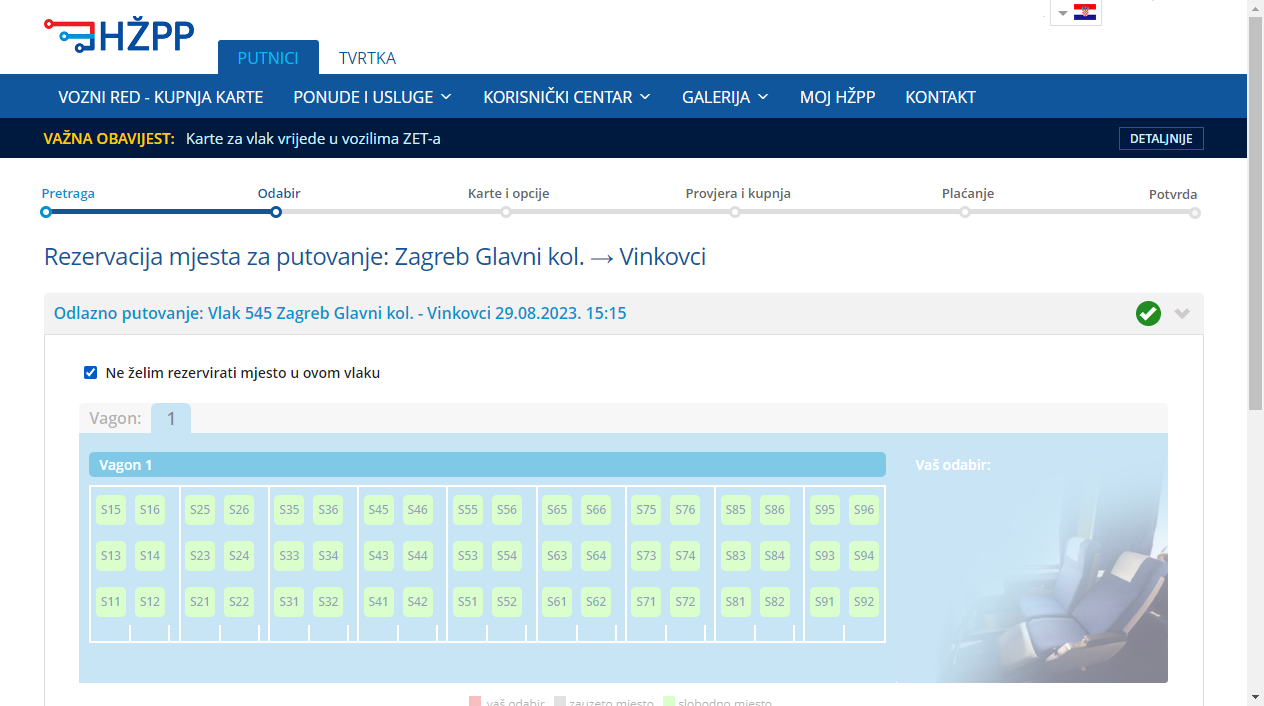 HŽPP
PUTNICI TVRTKA
VOZNI RED - KUPNJA KARTE PONUDE I USLUGE KORISNIČKI CENTAR GALERIJA MOJ HŽPP KONTAKT
VAŽNA OBAVIJEST: Karte za vlak vrijede u vozilima ZET-a DETALJNIJE
Pretraga Odabir Karte i opcije Provjera i kupnja Plaćanje Potvrda
Rezervacija mjesta za putovanje: Zagreb Glavni kol. → Vinkovci
Odlazno putovanje: Vlak 545 Zagreb Glavni kol. - Vinkovci 29.08.2023. 15:15
Ne želim rezervirati mjesto u ovom vlaku
Vagon: 1
Vagon 1 Vaš odabir:
S15 S16 S25 S26 S35 S36 S45 S46 S55 S56 S65 S66 S75 S76 S85 S86 S95 S96
S13 S14 S23 S24 S33 S34 S43 S44 S53 S54 S63 S64 S73 S74 S83 S84 S93 S94
S11 S12 S21 S22 S31 S32 S41 S42 S51 S52 S61 S62 S71 S72 S81 S82 S91 S92
vaš odabir zauzeto mjesto slobodno mjesto